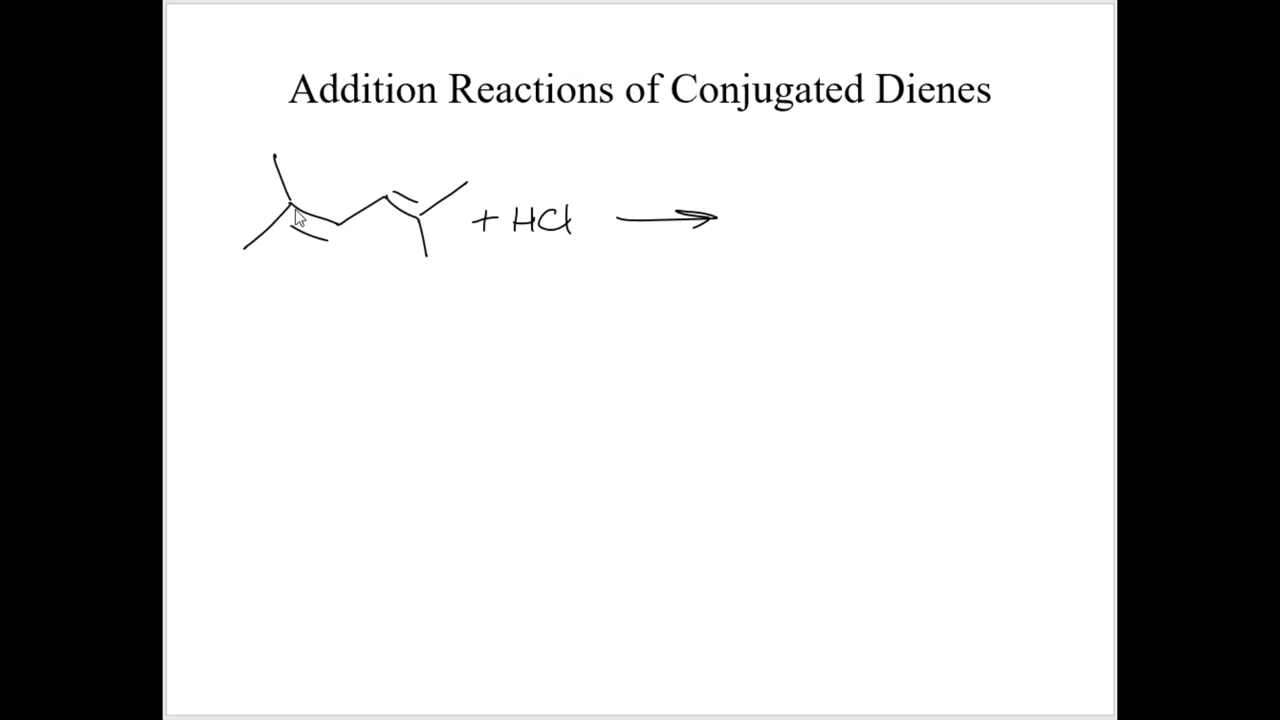 Addition Reactions of Conjugated Dienes
+ HCl